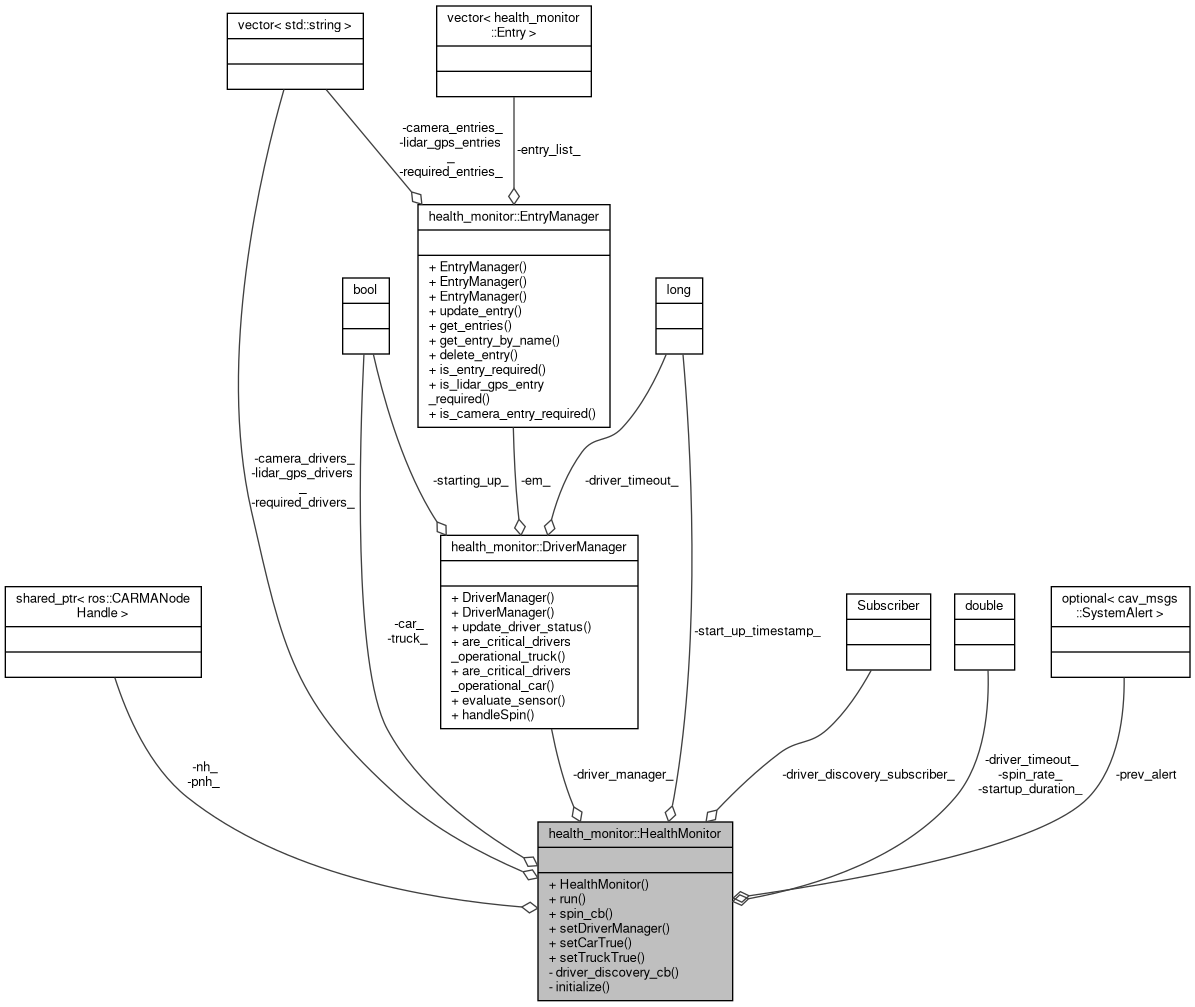 vector< std::string >
vector< health_monitor
::Entry >
-camera_entries_
-lidar_gps_entries
_
-required_entries_
-entry_list_
health_monitor::EntryManager
+ EntryManager()
+ EntryManager()
+ EntryManager()
+ update_entry()
+ get_entries()
+ get_entry_by_name()
+ delete_entry()
+ is_entry_required()
+ is_lidar_gps_entry
_required()
+ is_camera_entry_required()
bool
long
-camera_drivers_
-lidar_gps_drivers
_
-required_drivers_
-starting_up_
-em_
-driver_timeout_
health_monitor::DriverManager
+ DriverManager()
+ DriverManager()
+ update_driver_status()
+ are_critical_drivers
_operational_truck()
+ are_critical_drivers
_operational_car()
+ evaluate_sensor()
+ handleSpin()
shared_ptr< ros::CARMANode
Handle >
-car_
-truck_
-start_up_timestamp_
Subscriber
double
optional< cav_msgs
::SystemAlert >
-nh_
-pnh_
-driver_manager_
-driver_discovery_subscriber_
-driver_timeout_
-spin_rate_
-startup_duration_
-prev_alert
health_monitor::HealthMonitor
+ HealthMonitor()
+ run()
+ spin_cb()
+ setDriverManager()
+ setCarTrue()
+ setTruckTrue()
- driver_discovery_cb()
- initialize()